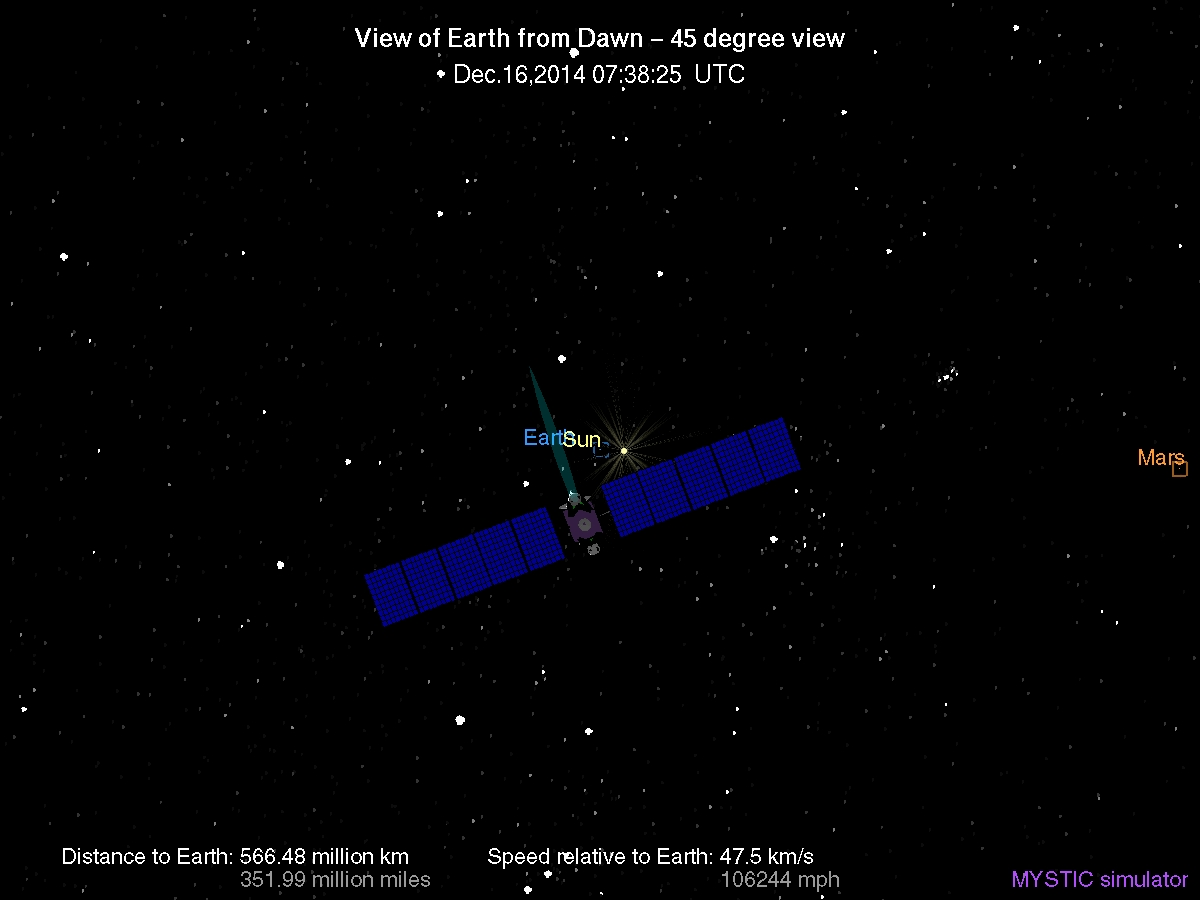 View of Earth from Dawn – 45 degree view
Dec.16,2014 07:38:25 UTC
Earth
Sun
Mars
Distance to Earth: 566.48 million km
351.99 million miles
Speed relative to Earth: 47.5 km/s
106244 mph
MYSTIC simulator